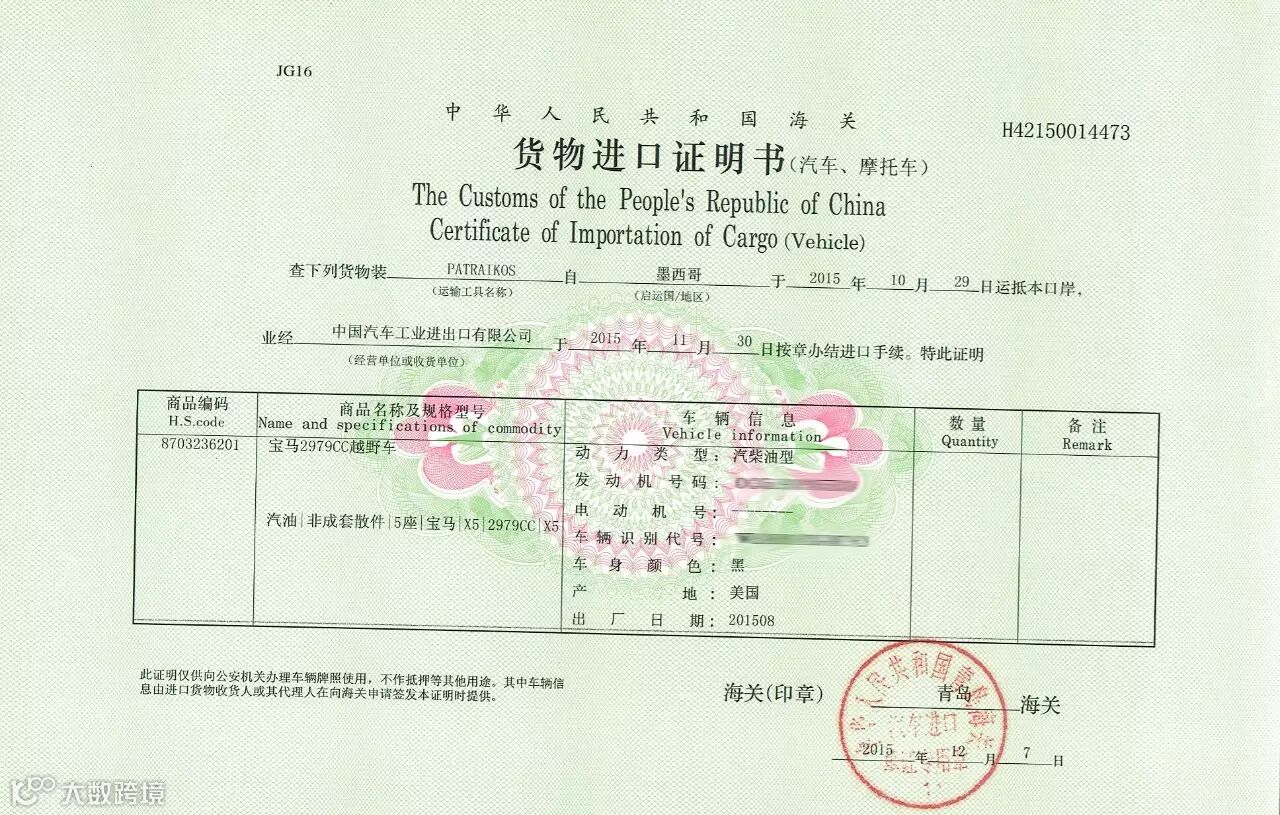 JG16
中华人民共和国海关
H42150014473
货物进口证明书(汽车、摩托车)
The Customs of the People's Republic of China
Certificate of Importation of Cargo (Vehicle)
查下列货物装 PATRAIKOS 自 墨西哥 于 2015 年 10 月 29 日运抵本口岸,
(运输工具名称) (启运国/地区)
业经 中国汽车工业进出口有限公司 于 2015 年 11 月 30 日按章办结进口手续。特此证明
(经营单位或收货单位)
商品编码 商品名称及规格型号 车辆信息 数量 备注
H.S.code Name and specifications of commodity Vehicle information Quantity Remark
8703236201 宝马2979CC越野车 动力类型:汽柴油型
发动机号码:
汽油|非成套散件|5座|宝马|X5|2979CC|X5 电动机号:--------
车辆识别代号:
车身颜色:黑
产地:美国
出厂日期:201508
此证明仅供向公安机关办理车辆牌照使用,不作抵押等其他用途。其中车辆信
息由进口货物收货人或其代理人在向海关申请签发本证明时提供。
海关(印章) 青岛 海关
中华人民共和国青岛海关
汽车进口
2015 年 12 月 7 日
大数跨境